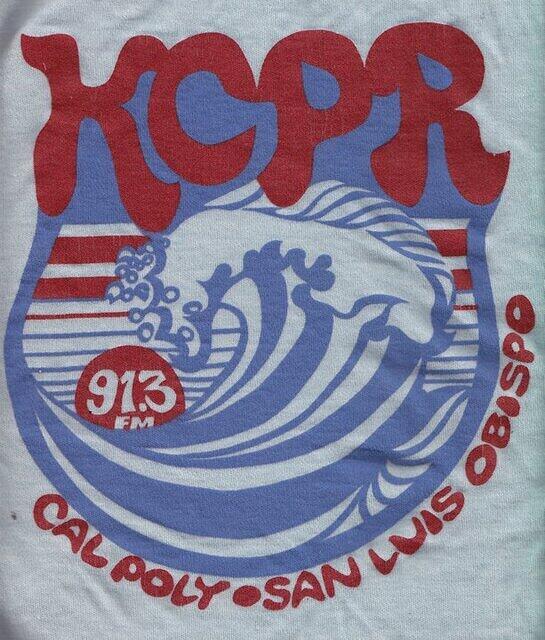 KCPR
91.3
FM
CAL POLY • SAN LUIS OBISPO